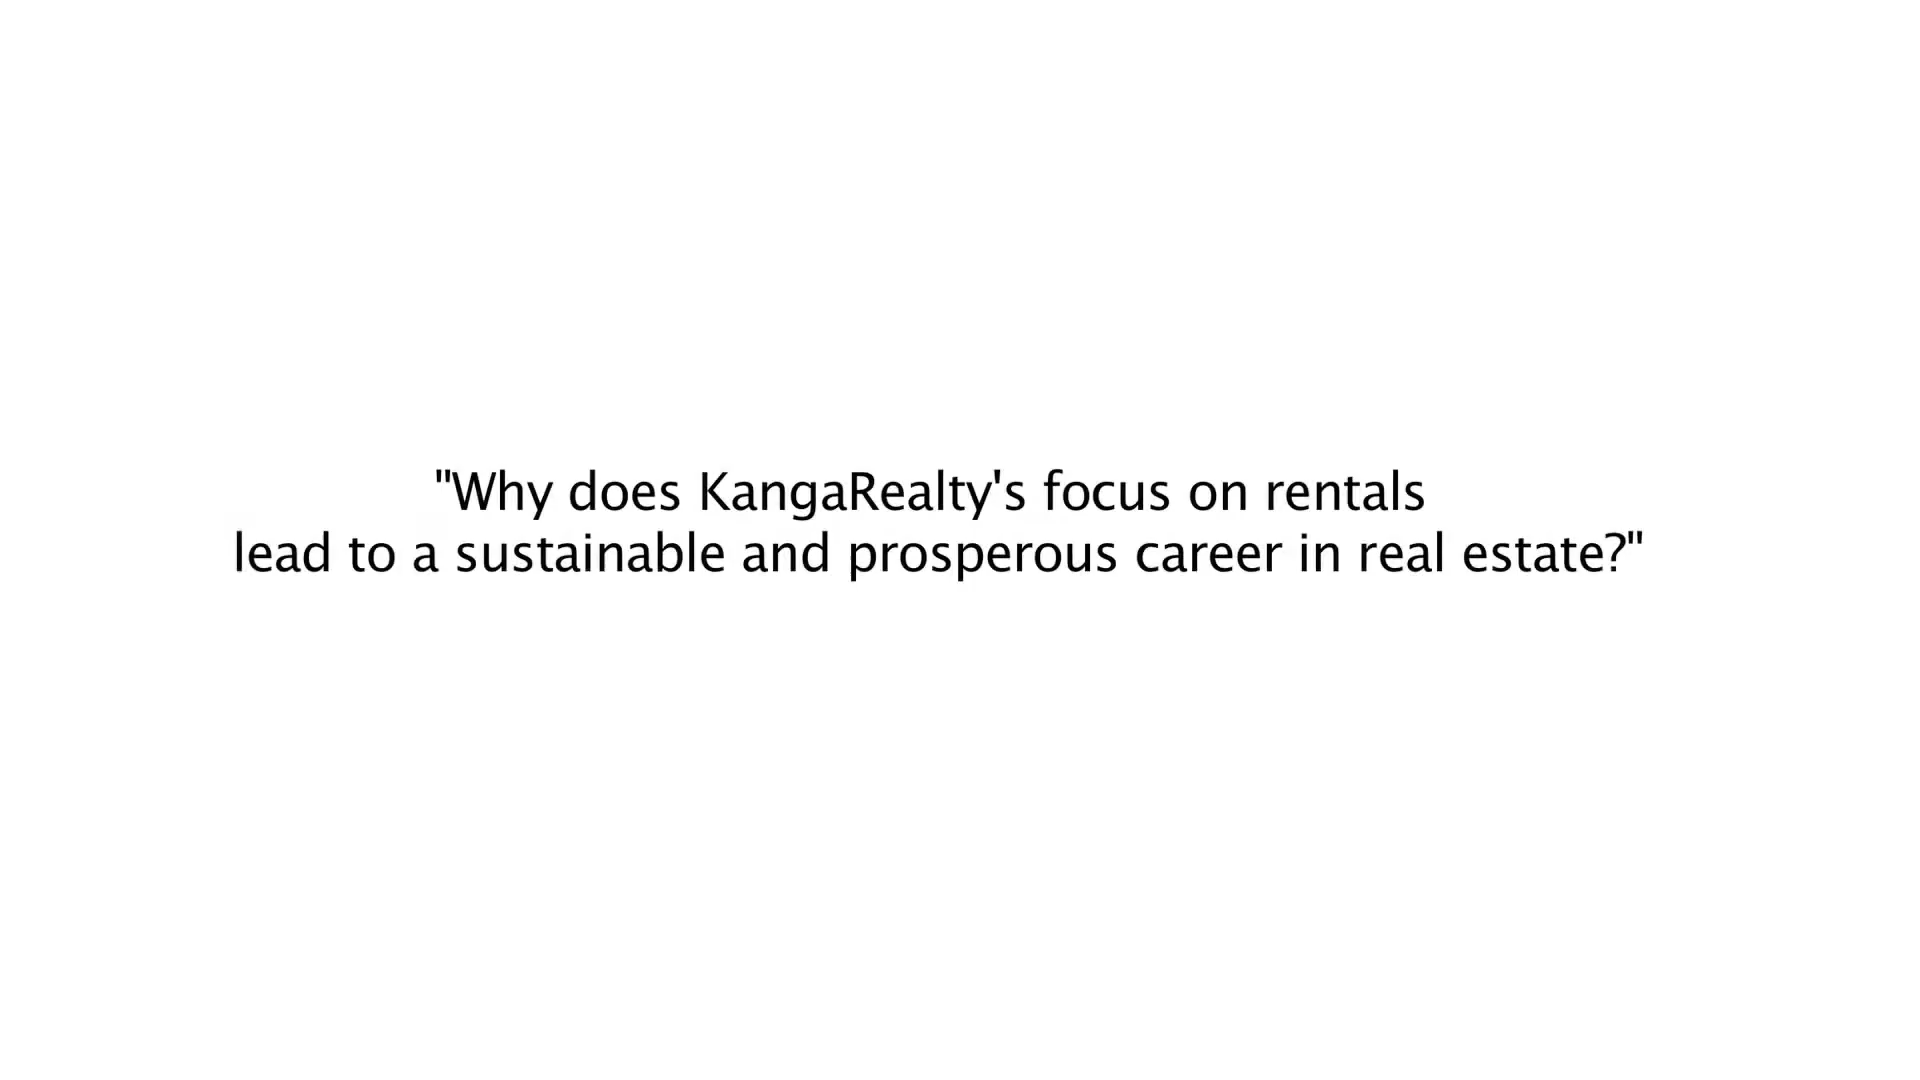 "Why does KangaRealty's focus on rentals
lead to a sustainable and prosperous career in real estate?"